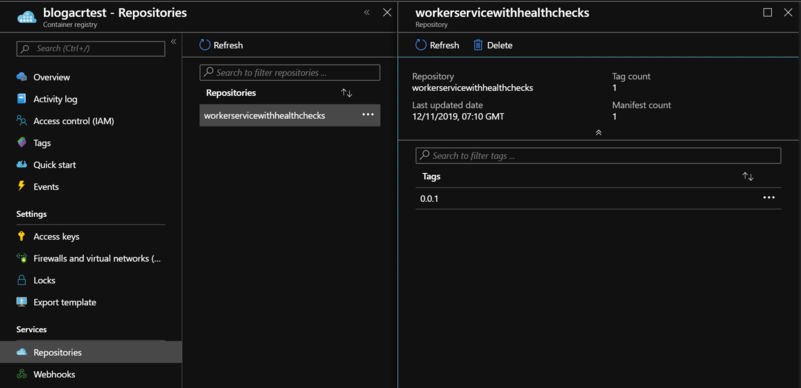 blogacrtest - Repositories
Container registry
Search (Ctrl+/)
Overview
Activity log
Access control (IAM)
Tags
Quick start
Events
Settings
Access keys
Firewalls and virtual networks (...
Locks
Export template
Services
Repositories
Webhooks
Refresh
Search to filter repositories ...
Repositories
workerservicewithhealthchecks
workerservicewithhealthchecks
Repository
Refresh Delete
Repository
workerservicewithhealthchecks
Tag count
1
Last updated date
12/11/2019, 07:10 GMT
Manifest count
1
Search to filter tags ...
Tags
0.0.1